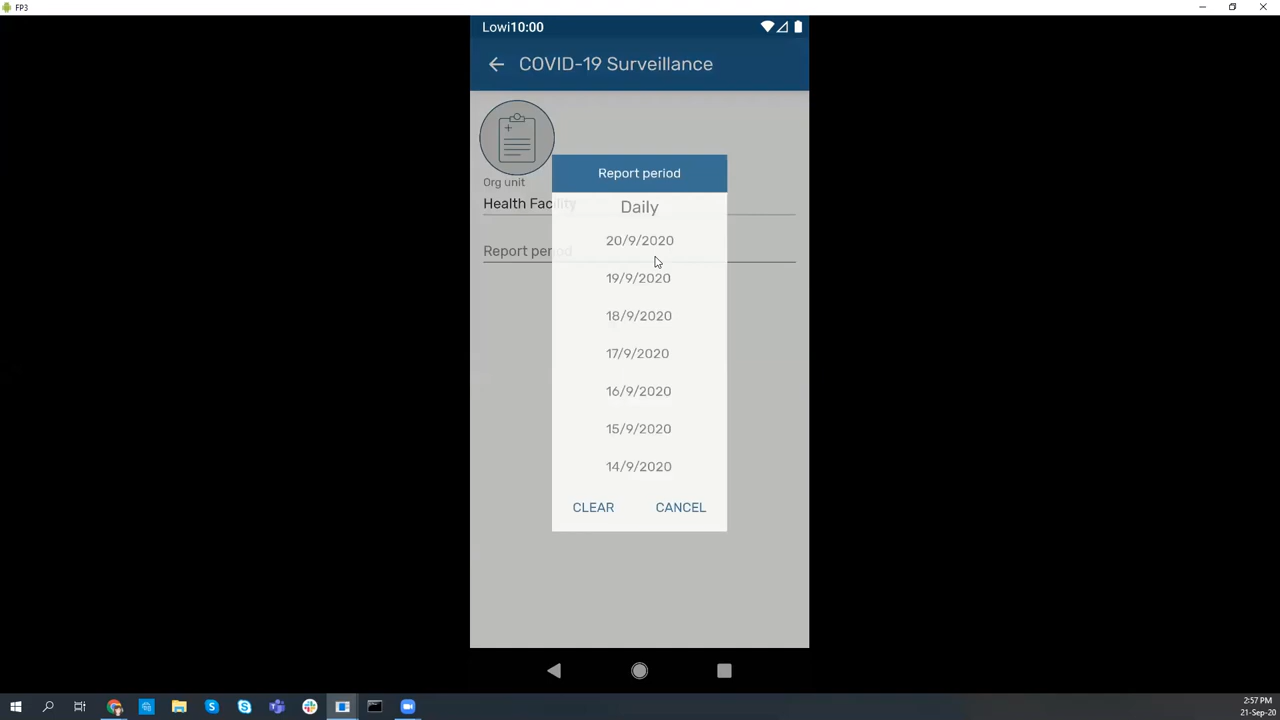 FP3
Lowi10:00
COVID-19 Surveillance
Org unit
Health Facility
Report period
Report period
Daily
20/9/2020
19/9/2020
18/9/2020
17/9/2020
16/9/2020
15/9/2020
14/9/2020
CLEAR CANCEL
2:57 PM
21-Sep-20